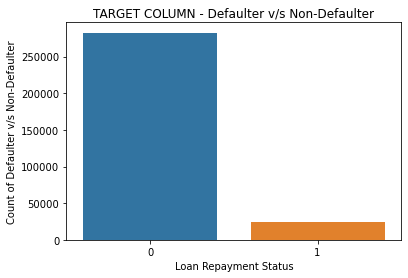 TARGET COLUMN - Defaulter v/s Non-Defaulter
Count of Defaulter v/s Non-Defaulter
250000
200000
150000
100000
50000
0
0 1
Loan Repayment Status